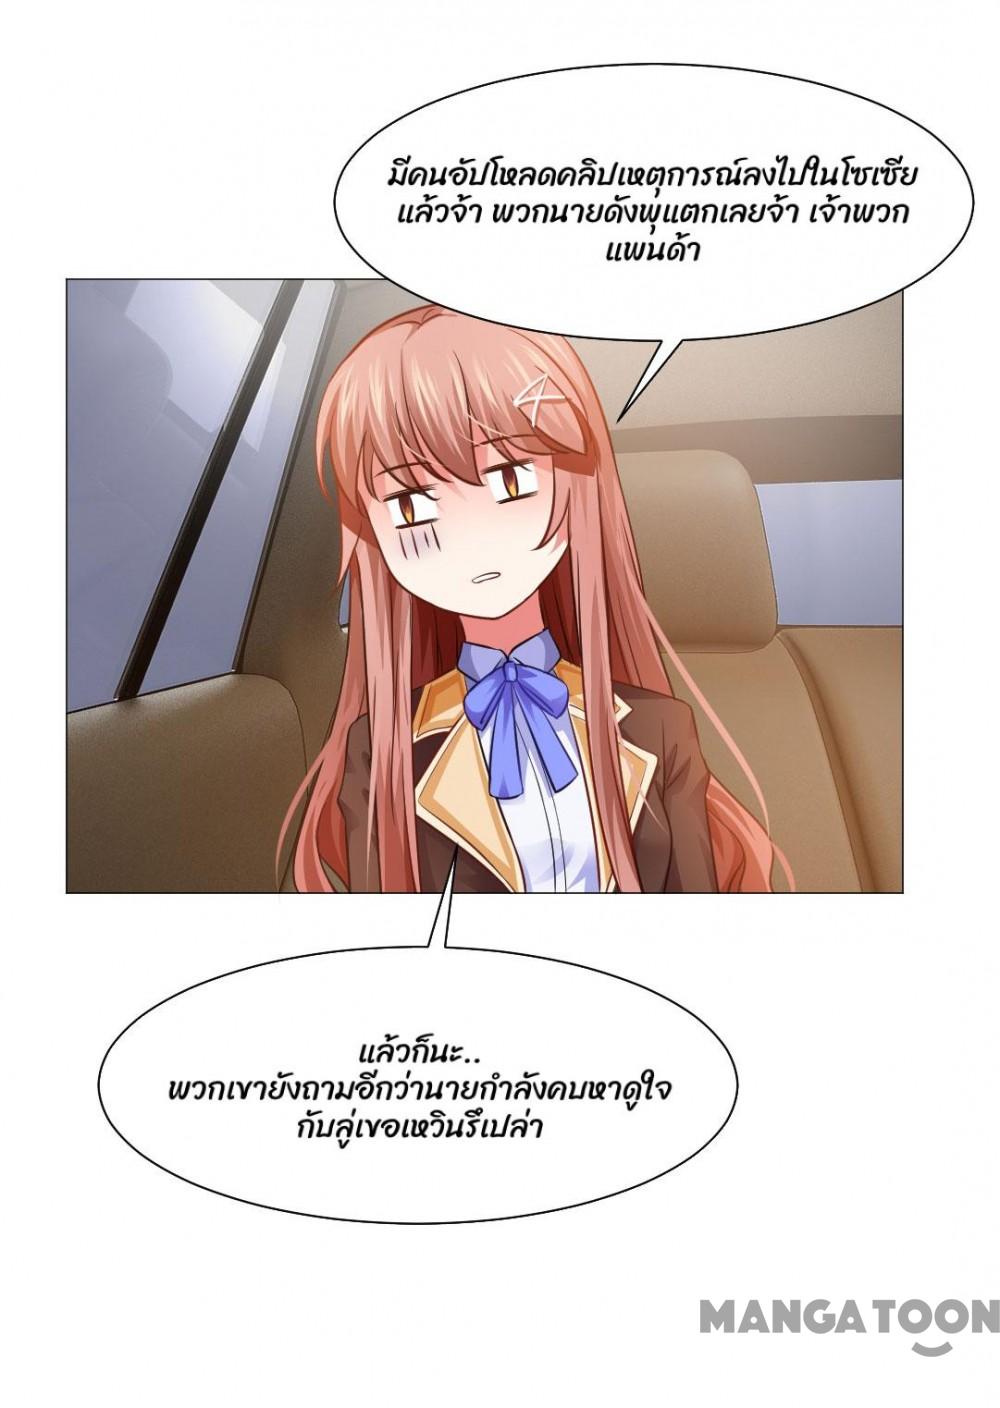 มีคนอัปโหลดคลิปเหตุการณ์ลงไปในโซเชีย
แล้วจ้า พวกนายดังพุแตกเลยจ้า เจ้าพวก
แพนด้า
แล้วก็นะ..
พวกเขายังถามอีกว่านายกำลังคบหาดูใจ
กับลู่เขอเหวินรึเปล่า
MANGATOON